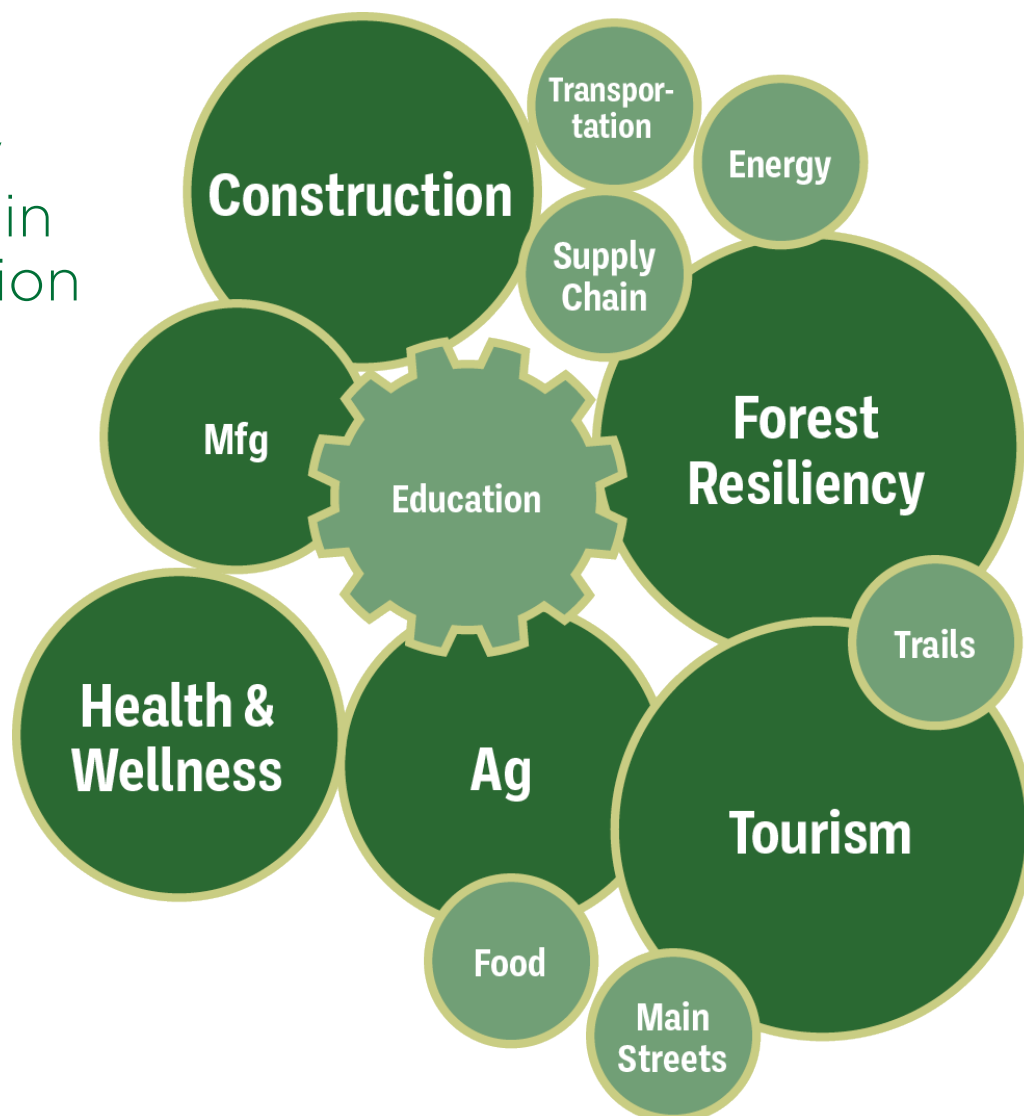 in
Construction
Transpor-
tation
Energy
Supply
Chain
Mfg
Education
Forest
Resiliency
Health &
Wellness
Ag
Trails
Tourism
Food
Main
Streets